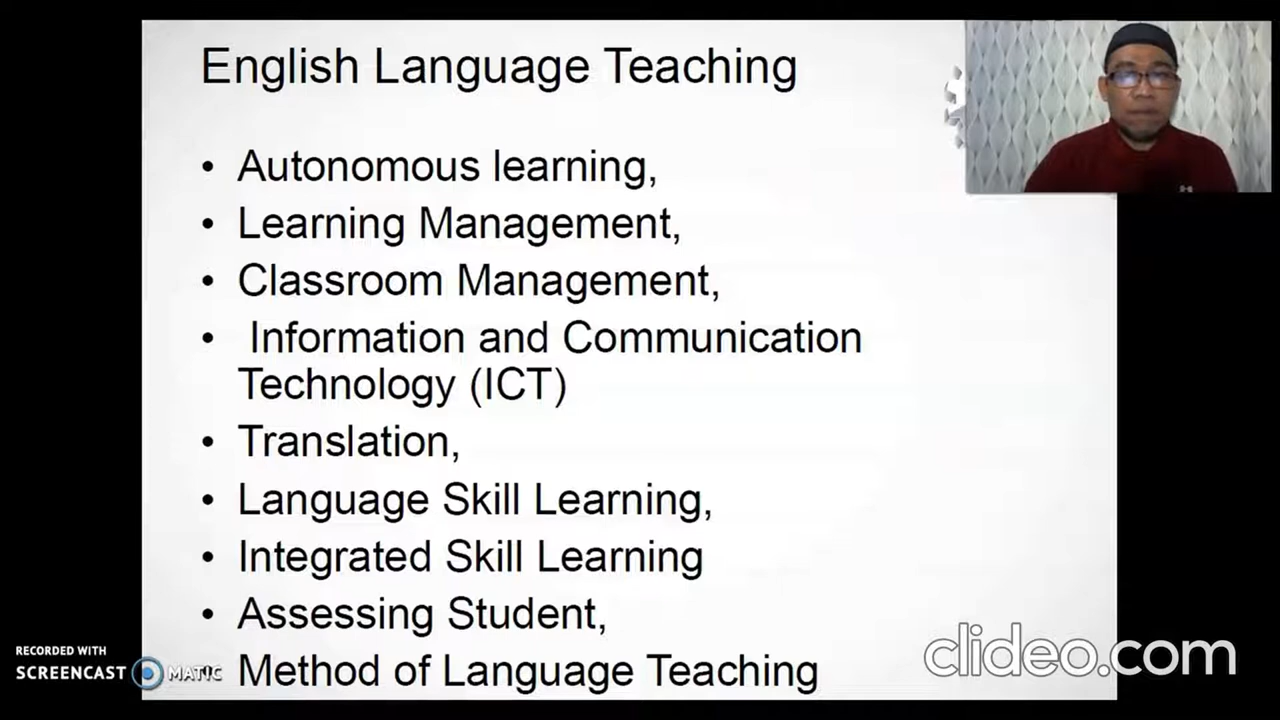 English Language Teaching
• Autonomous learning,
• Learning Management,
• Classroom Management,
• Information and Communication
Technology (ICT)
• Translation,
• Language Skill Learning,
• Integrated Skill Learning
• Assessing Student,
• Method of Language Teaching
RECORDED WITH
SCREENCAST MATIC
clideo.com